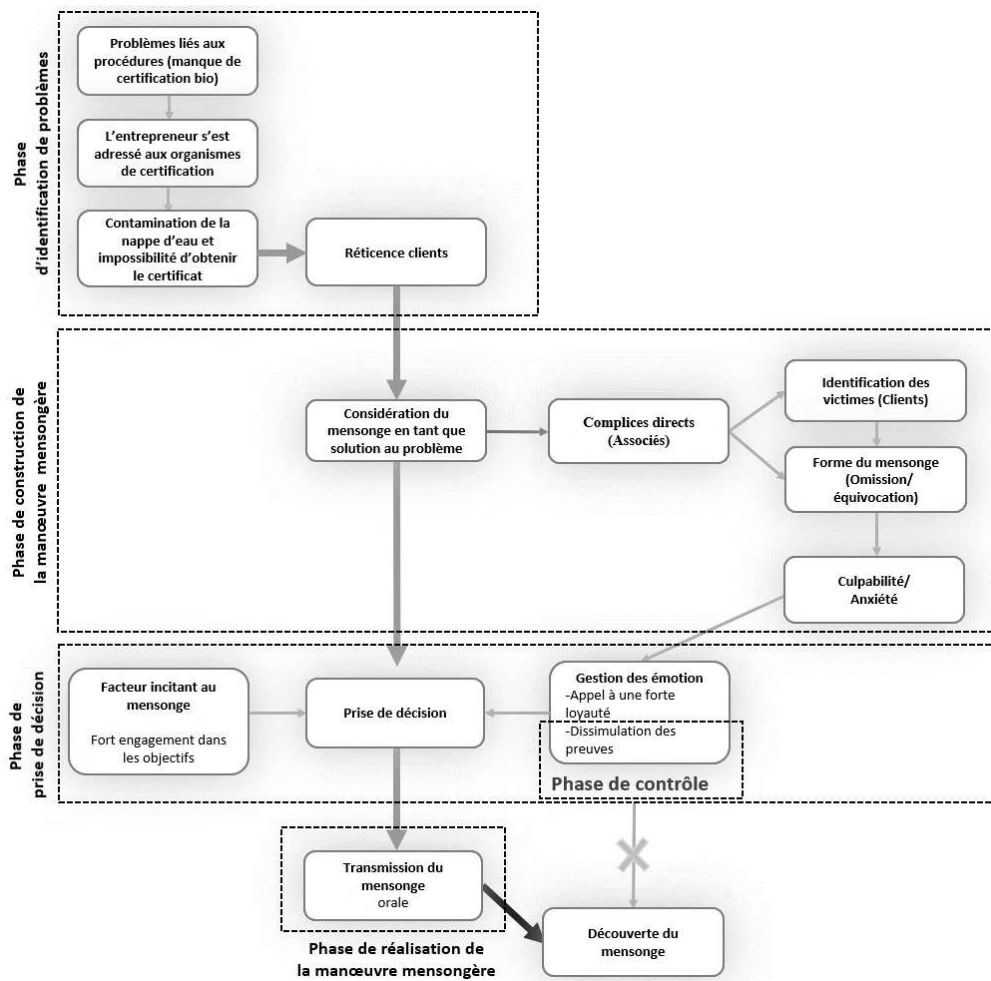 Phase
d’identification de problèmes
Problèmes liés aux
procédures (manque de
certification bio)
L’entrepreneur s’est
adressé aux organismes
de certification
Contamination de la
nappe d’eau et
impossibilité d’obtenir
le certificat
Réticence clients
Phase de construction de
la manœuvre mensongère
Considération du
mensonge en tant que
solution au problème
Complices directs
(Associés)
Identification des
victimes (Clients)
Forme du mensonge
(Omission/
équivocation)
Culpabilité/
Anxiété
Phase de
prise de décision
Facteur incitant au
mensonge
Fort engagement dans
les objectifs
Prise de décision
Gestion des émotion
-Appel à une forte
loyauté
-Dissimulation des
preuves
Phase de contrôle
Transmission du
mensonge
orale
Phase de réalisation de
la manœuvre mensongère
Découverte du
mensonge